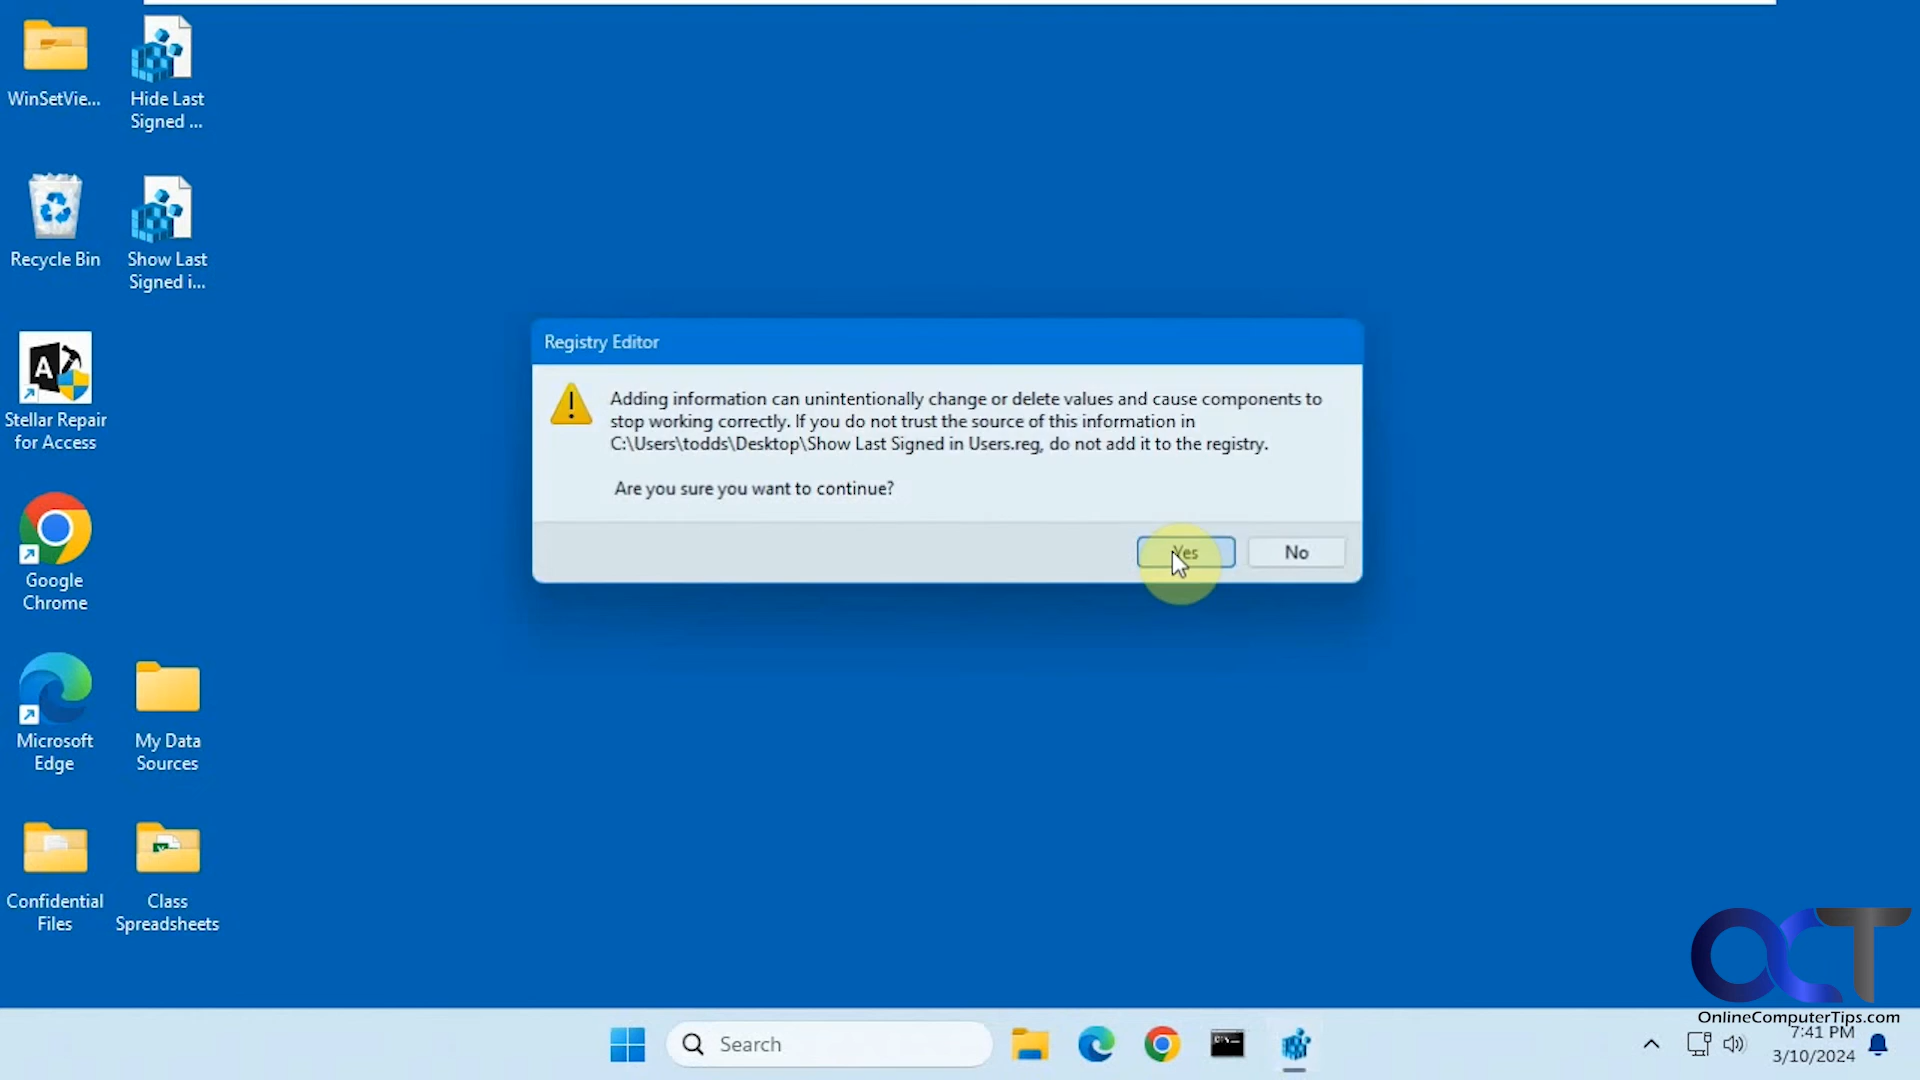 WinSetVie...
Hide Last
Signed ...
Recycle Bin
Show Last
Signed i...
Stellar Repair
for Access
Google
Chrome
Microsoft
Edge
My Data
Sources
Confidential
Files
Class
Spreadsheets
Registry Editor
Adding information can unintentionally change or delete values and cause components to
stop working correctly. If you do not trust the source of this information in
C:\Users\todds\Desktop\Show Last Signed in Users.reg, do not add it to the registry.
Are you sure you want to continue?
Yes
No
OCT
OnlineComputerTips.com
Search
7:41 PM
3/10/2024